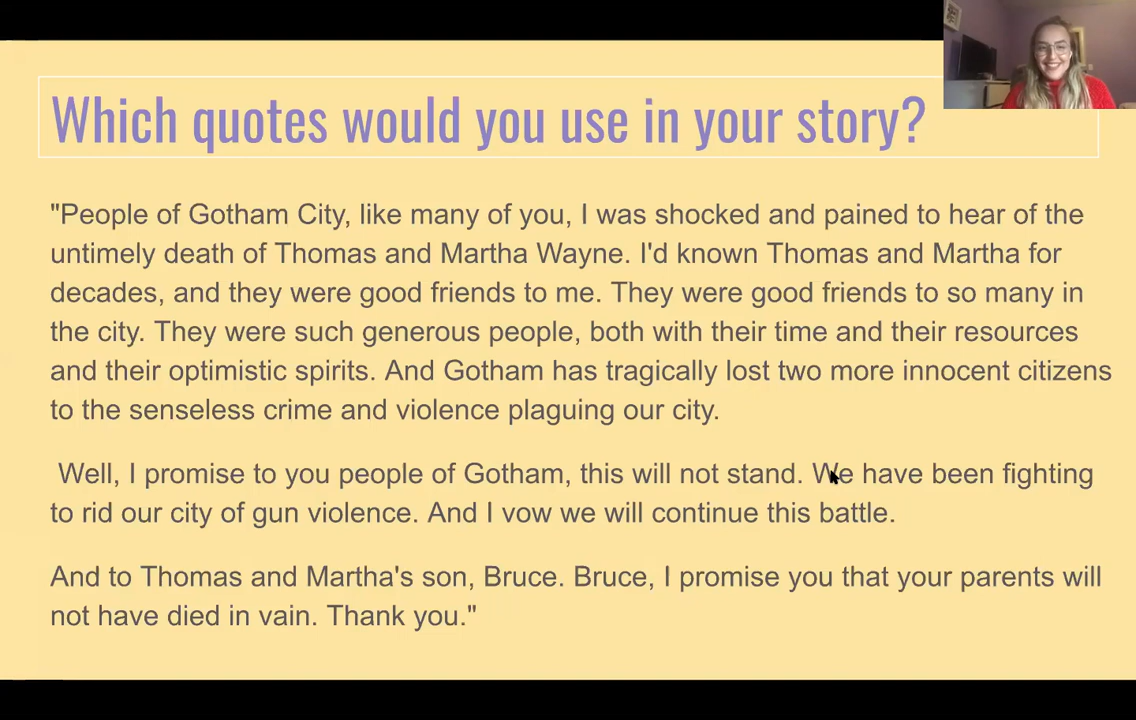 Which quotes would you use in your story?
"People of Gotham City, like many of you, I was shocked and pained to hear of the
untimely death of Thomas and Martha Wayne. I'd known Thomas and Martha for
decades, and they were good friends to me. They were good friends to so many in
the city. They were such generous people, both with their time and their resources
and their optimistic spirits. And Gotham has tragically lost two more innocent citizens
to the senseless crime and violence plaguing our city.
Well, I promise to you people of Gotham, this will not stand. We have been fighting
to rid our city of gun violence. And I vow we will continue this battle.
And to Thomas and Martha's son, Bruce. Bruce, I promise you that your parents will
not have died in vain. Thank you."